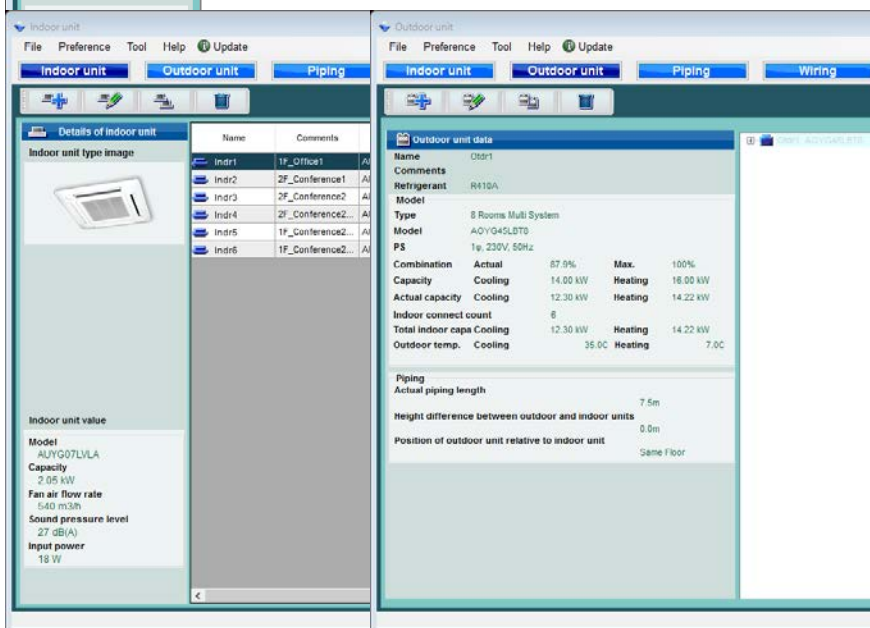 Indoor unit
File Preference Tool Help Update
Indoor unit Outdoor unit Piping
Details of indoor unit
Indoor unit type image
Name Comments
Indr1 1F_Office1
Indr2 2F_Conference1
Indr3 2F_Conference2
Indr4 2F_Conference2...
Indr5 1F_Conference2...
Indr6 1F_Conference2...
Indoor unit value
Model
AUYG07LVLA
Capacity
2.05 kW
Fan air flow rate
540 m3/h
Sound pressure level
27 dB(A)
Input power
18 W
Outdoor unit
File Preference Tool Help Update
Indoor unit Outdoor unit Piping Wiring
Outdoor unit data
Name Otdr1
Comments
Refrigerant R410A
Model
Type 8 Rooms Multi System
Model AOYG45LBT8
PS 1φ, 230V, 50Hz
Combination Actual 87.9% Max. 100%
Capacity Cooling 14.00 kW Heating 16.00 kW
Actual capacity Cooling 12.30 kW Heating 14.22 kW
Indoor connect count 6
Total indoor capa Cooling 12.30 kW Heating 14.22 kW
Outdoor temp. Cooling 35.0C Heating 7.0C
Piping
Actual piping length
7.5m
Height difference between outdoor and indoor units
0.0m
Position of outdoor unit relative to indoor unit
Same Floor